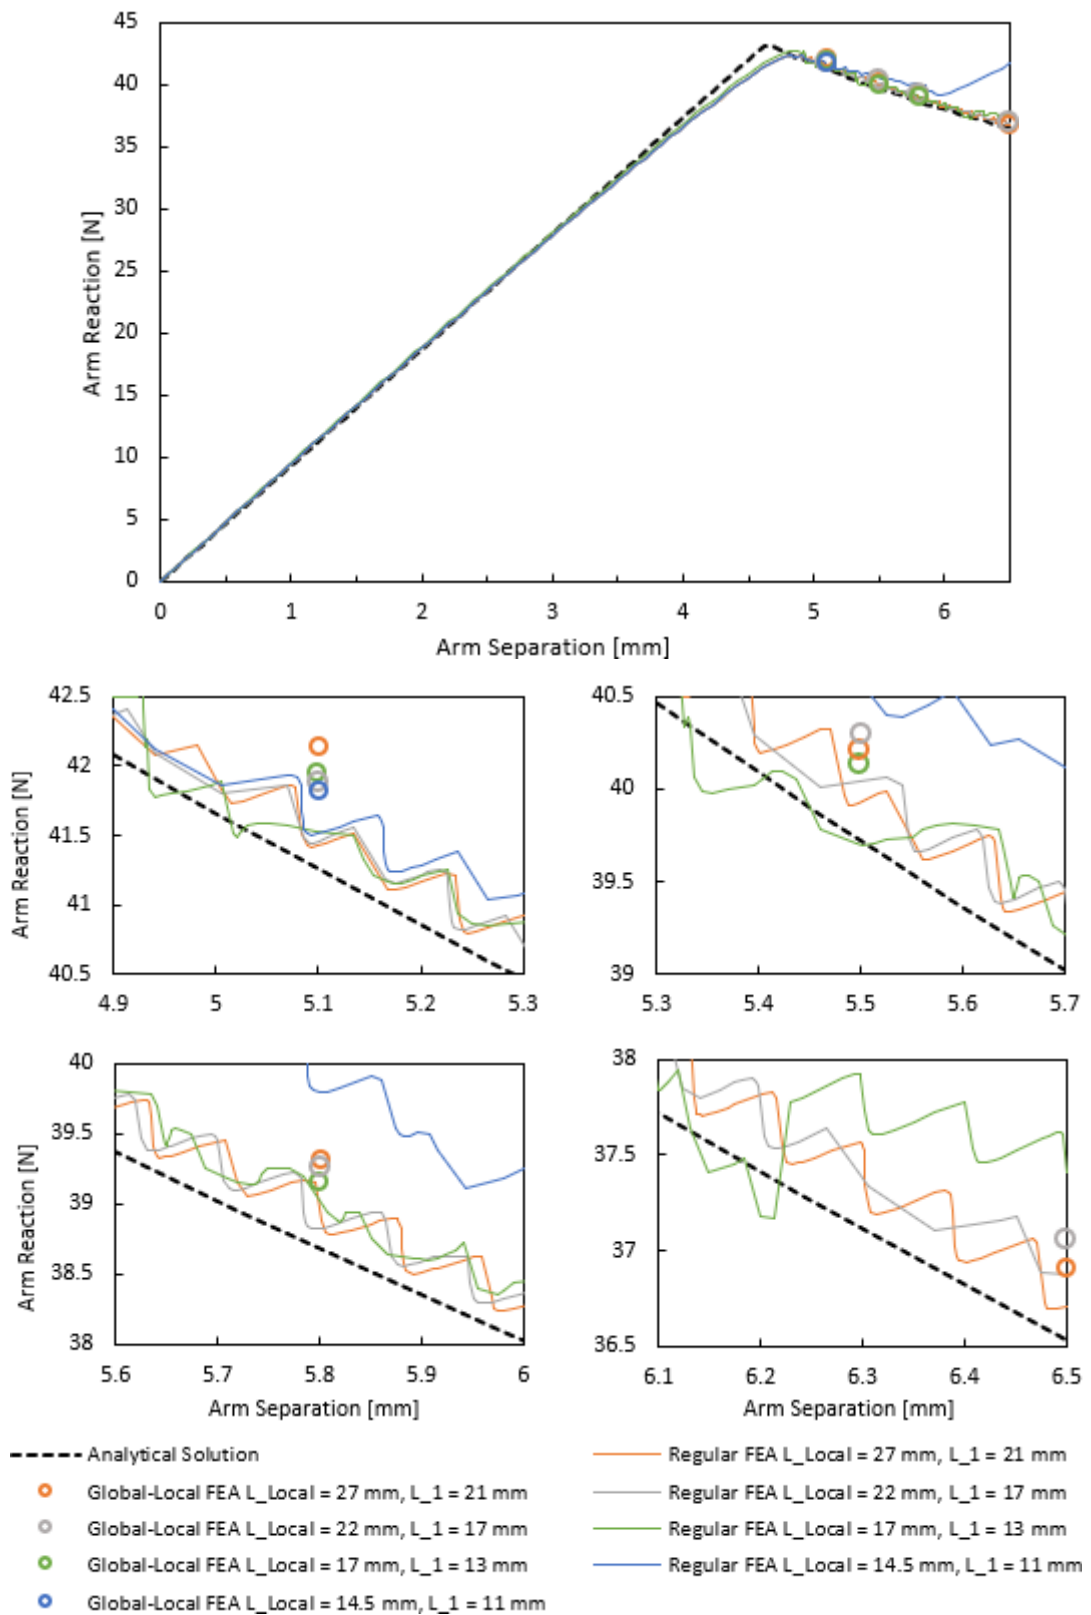 45
40
35
30
25
20
15
10
5
0
Arm Reaction [N]
0 1 2 3 4 5 6
Arm Separation [mm]
42.5
42
41.5
41
40.5
Arm Reaction [N]
4.9 5 5.1 5.2 5.3
40.5
40
39.5
39
5.3 5.4 5.5 5.6 5.7
40
39.5
39
38.5
38
Arm Reaction [N]
5.6 5.7 5.8 5.9 6
Arm Separation [mm]
38
37.5
37
36.5
6.1 6.2 6.3 6.4 6.5
Arm Separation [mm]
Analytical Solution
Global-Local FEA L_Local = 27 mm, L_1 = 21 mm
Global-Local FEA L_Local = 22 mm, L_1 = 17 mm
Global-Local FEA L_Local = 17 mm, L_1 = 13 mm
Global-Local FEA L_Local = 14.5 mm, L_1 = 11 mm
Regular FEA L_Local = 27 mm, L_1 = 21 mm
Regular FEA L_Local = 22 mm, L_1 = 17 mm
Regular FEA L_Local = 17 mm, L_1 = 13 mm
Regular FEA L_Local = 14.5 mm, L_1 = 11 mm